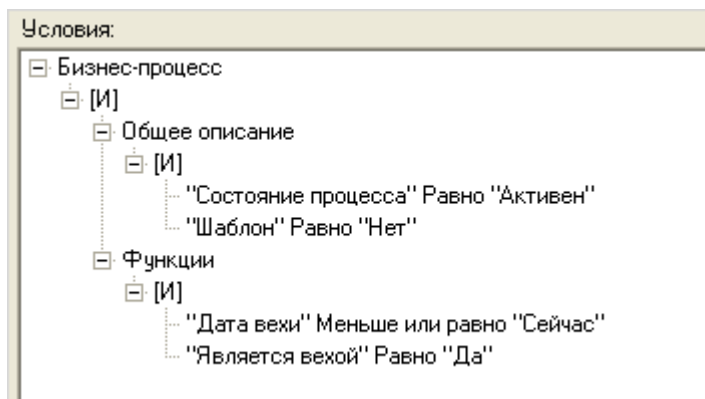 Условия:
Бизнес-процесс
[И]
Общее описание
[И]
"Состояние процесса" Равно "Активен"
"Шаблон" Равно "Нет"
Функции
[И]
"Дата вехи" Меньше или равно "Сейчас"
"Является вехой" Равно "Да"